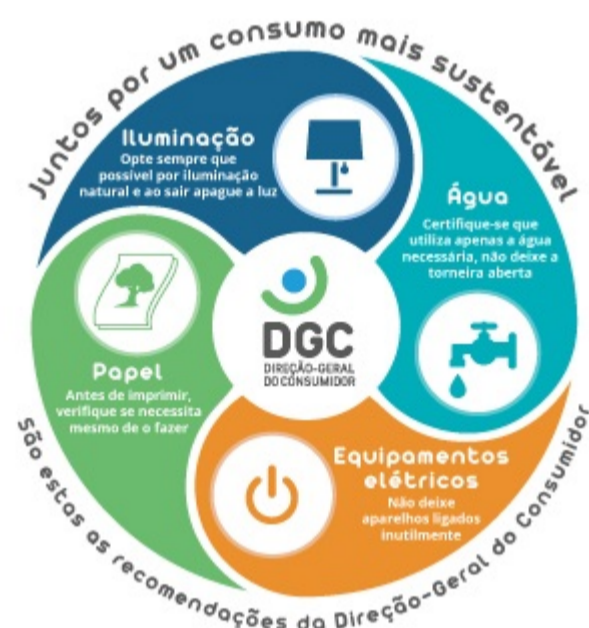 Juntos por um consumo mais sustentável
Iluminação
Opte sempre que
possível por iluminação
natural e ao sair apague a luz
Água
Certifique-se que
utiliza apenas a água
necessária, não deixe a
torneira aberta
DGC
DIREÇÃO-GERAL
DO CONSUMIDOR
Papel
Antes de imprimir,
verifique se necessita
mesmo de o fazer
Equipamentos
elétricos
Não deixe
aparelhos ligados
inutilmente
São estas as recomendações da Direção-Geral do Consumidor